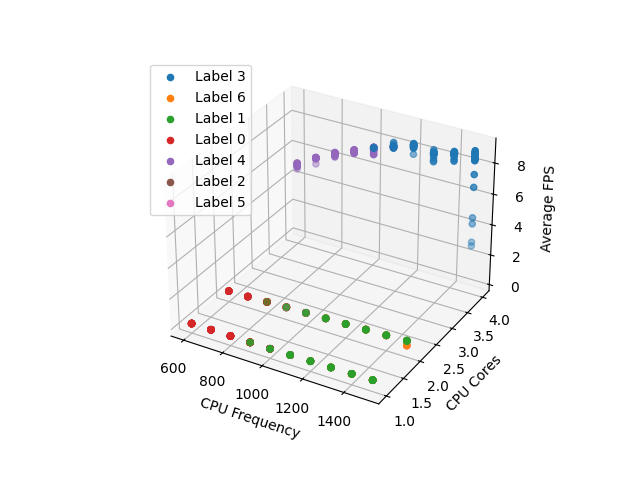 Label 3
Label 6
Label 1
Label 0
Label 4
Label 2
Label 5
8
6
4
2
0
Average FPS
4.0
3.5
3.0
2.5
2.0
1.5
1.0
CPU Cores
600
800
1000
1200
1400
CPU Frequency